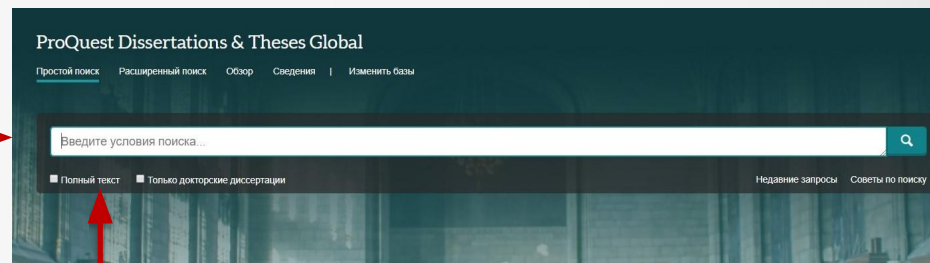 ProQuest Dissertations & Theses Global
Простой поиск Расширенный поиск Обзор Сведения | Изменить базы
Введите условия поиска...
Полный текст Только докторские диссертации Недавние запросы Советы по поиску